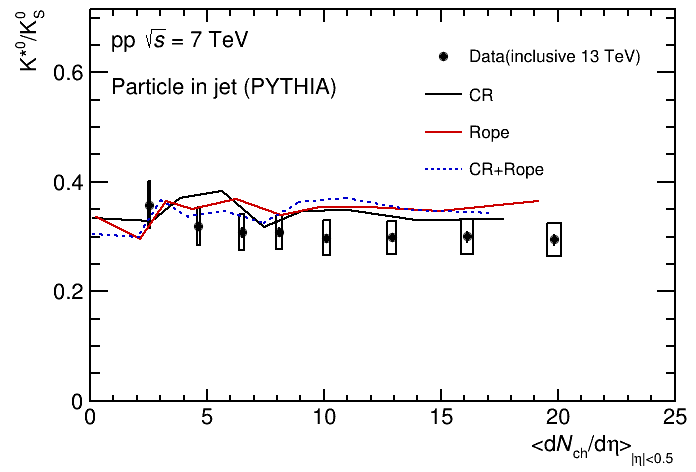 K*⁰/K⁰S
pp √s = 7 TeV
Particle in jet (PYTHIA)
Data(inclusive 13 TeV)
CR
Rope
CR+Rope
0.6
0.4
0.2
0
0 5 10 15 20 25
<dNch/dη>|η|<0.5